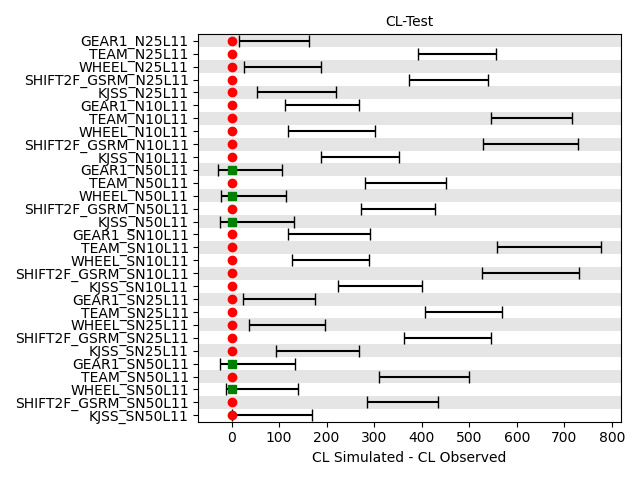 CL-Test
GEAR1_N25L11
TEAM_N25L11
WHEEL_N25L11
SHIFT2F_GSRM_N25L11
KJSS_N25L11
GEAR1_N10L11
TEAM_N10L11
WHEEL_N10L11
SHIFT2F_GSRM_N10L11
KJSS_N10L11
GEAR1_N50L11
TEAM_N50L11
WHEEL_N50L11
SHIFT2F_GSRM_N50L11
KJSS_N50L11
GEAR1_SN10L11
TEAM_SN10L11
WHEEL_SN10L11
SHIFT2F_GSRM_SN10L11
KJSS_SN10L11
GEAR1_SN25L11
TEAM_SN25L11
WHEEL_SN25L11
SHIFT2F_GSRM_SN25L11
KJSS_SN25L11
GEAR1_SN50L11
TEAM_SN50L11
WHEEL_SN50L11
SHIFT2F_GSRM_SN50L11
KJSS_SN50L11
0 100 200 300 400 500 600 700 800
CL Simulated - CL Observed